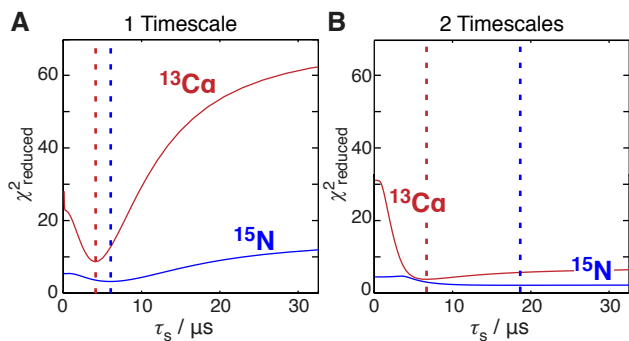 A 1 Timescale
B 2 Timescales
60
40
20
0
χ²reduced
¹³Cα
¹⁵N
0 10 20 30
τs / μs
60
40
20
0
χ²reduced
¹³Cα
¹⁵N
0 10 20 30
τs / μs